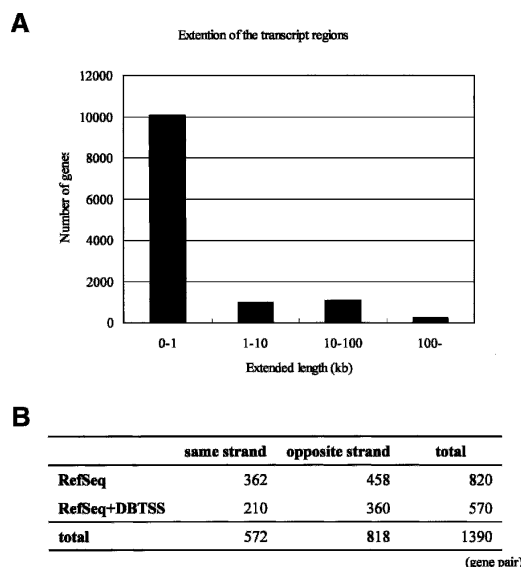 A
Extention of the transcript regions
12000
10000
8000
6000
4000
2000
0
Number of genes
0-1 1-10 10-100 100-
Extended length (kb)
B
same strand opposite strand total
RefSeq 362 458 820
RefSeq+DBTSS 210 360 570
total 572 818 1390
(gene pair)